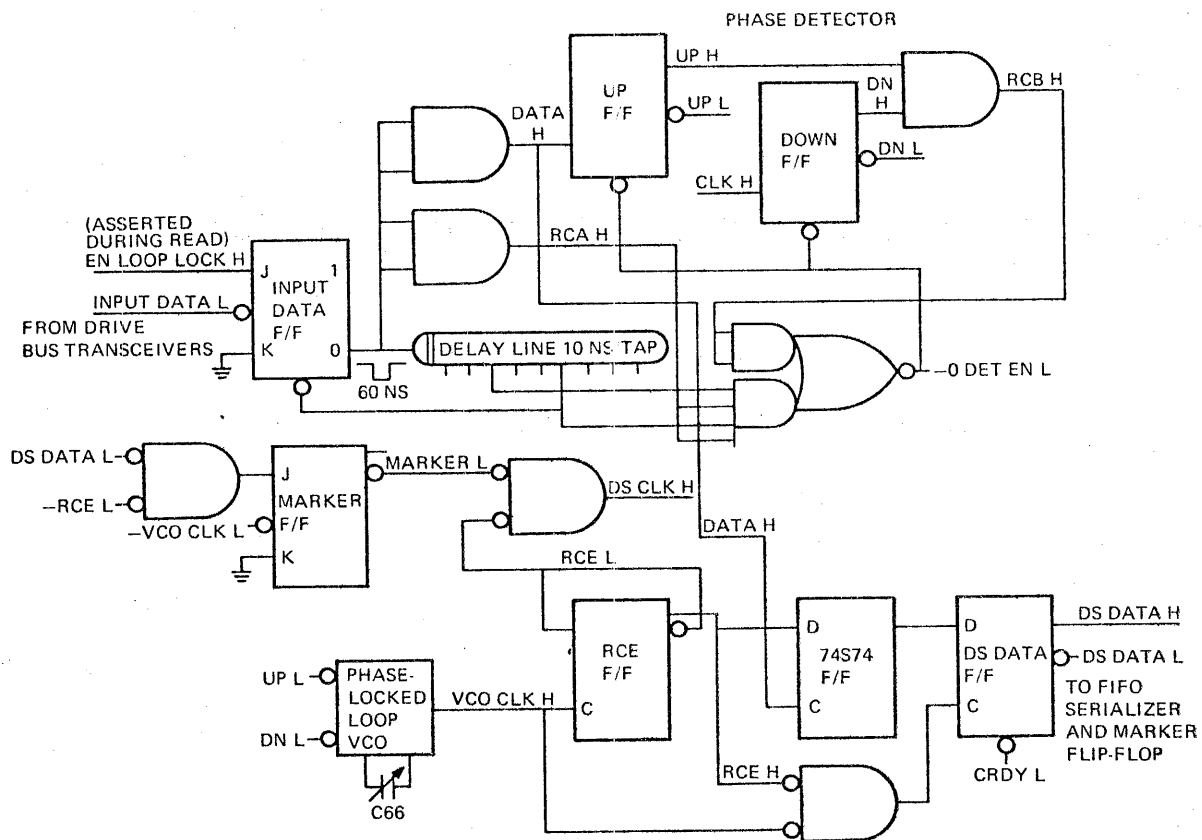 PHASE DETECTOR
UP H
UP
F/F
UP L
DN
H
RCB H
DATA
H
DOWN
F/F
DN L
CLK H
(ASSERTED
DURING READ)
EN LOOP LOCK H
RCA H
J
1
INPUT DATA L
INPUT
DATA
F/F
FROM DRIVE
BUS TRANSCEIVERS
K
0
DELAY LINE 10 NS TAP
60 NS
–0 DET EN L
DS DATA L
–RCE L
J
MARKER
F/F
K
MARKER L
–VCO CLK L
DS CLK H
DATA H
RCE L
RCE
F/F
C
D
74S74
F/F
C
D
DS DATA
F/F
C
DS DATA H
DS DATA L
TO FIFO
SERIALIZER
AND MARKER
FLIP-FLOP
CRDY L
UP L
DN L
PHASE-
LOCKED
LOOP
VCO
VCO CLK H
C66
RCE H